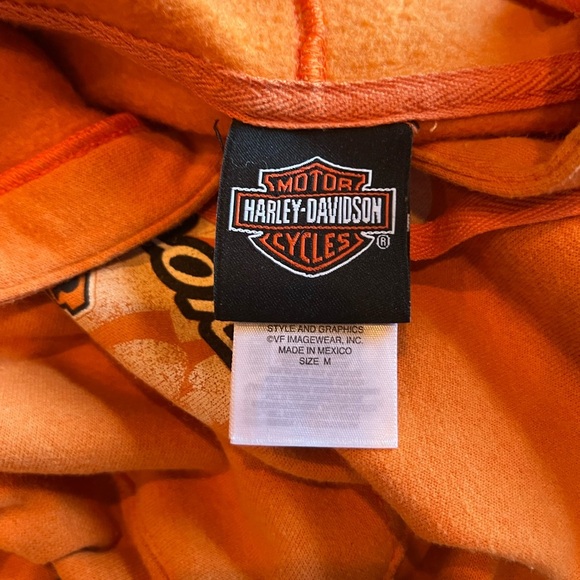 MOTOR
HARLEY-DAVIDSON
CYCLES ®
STYLE AND GRAPHICS
©VF IMAGEWEAR, INC.
MADE IN MEXICO
SIZE M